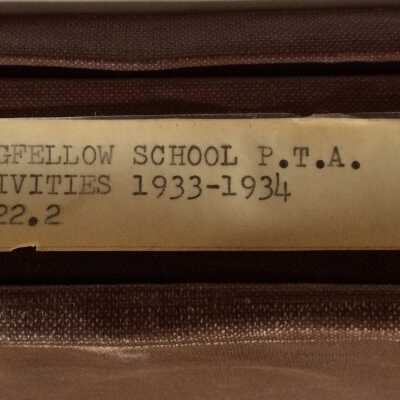 GFELLOW SCHOOL P.T.A.
IVITIES 1933-1934
22.2